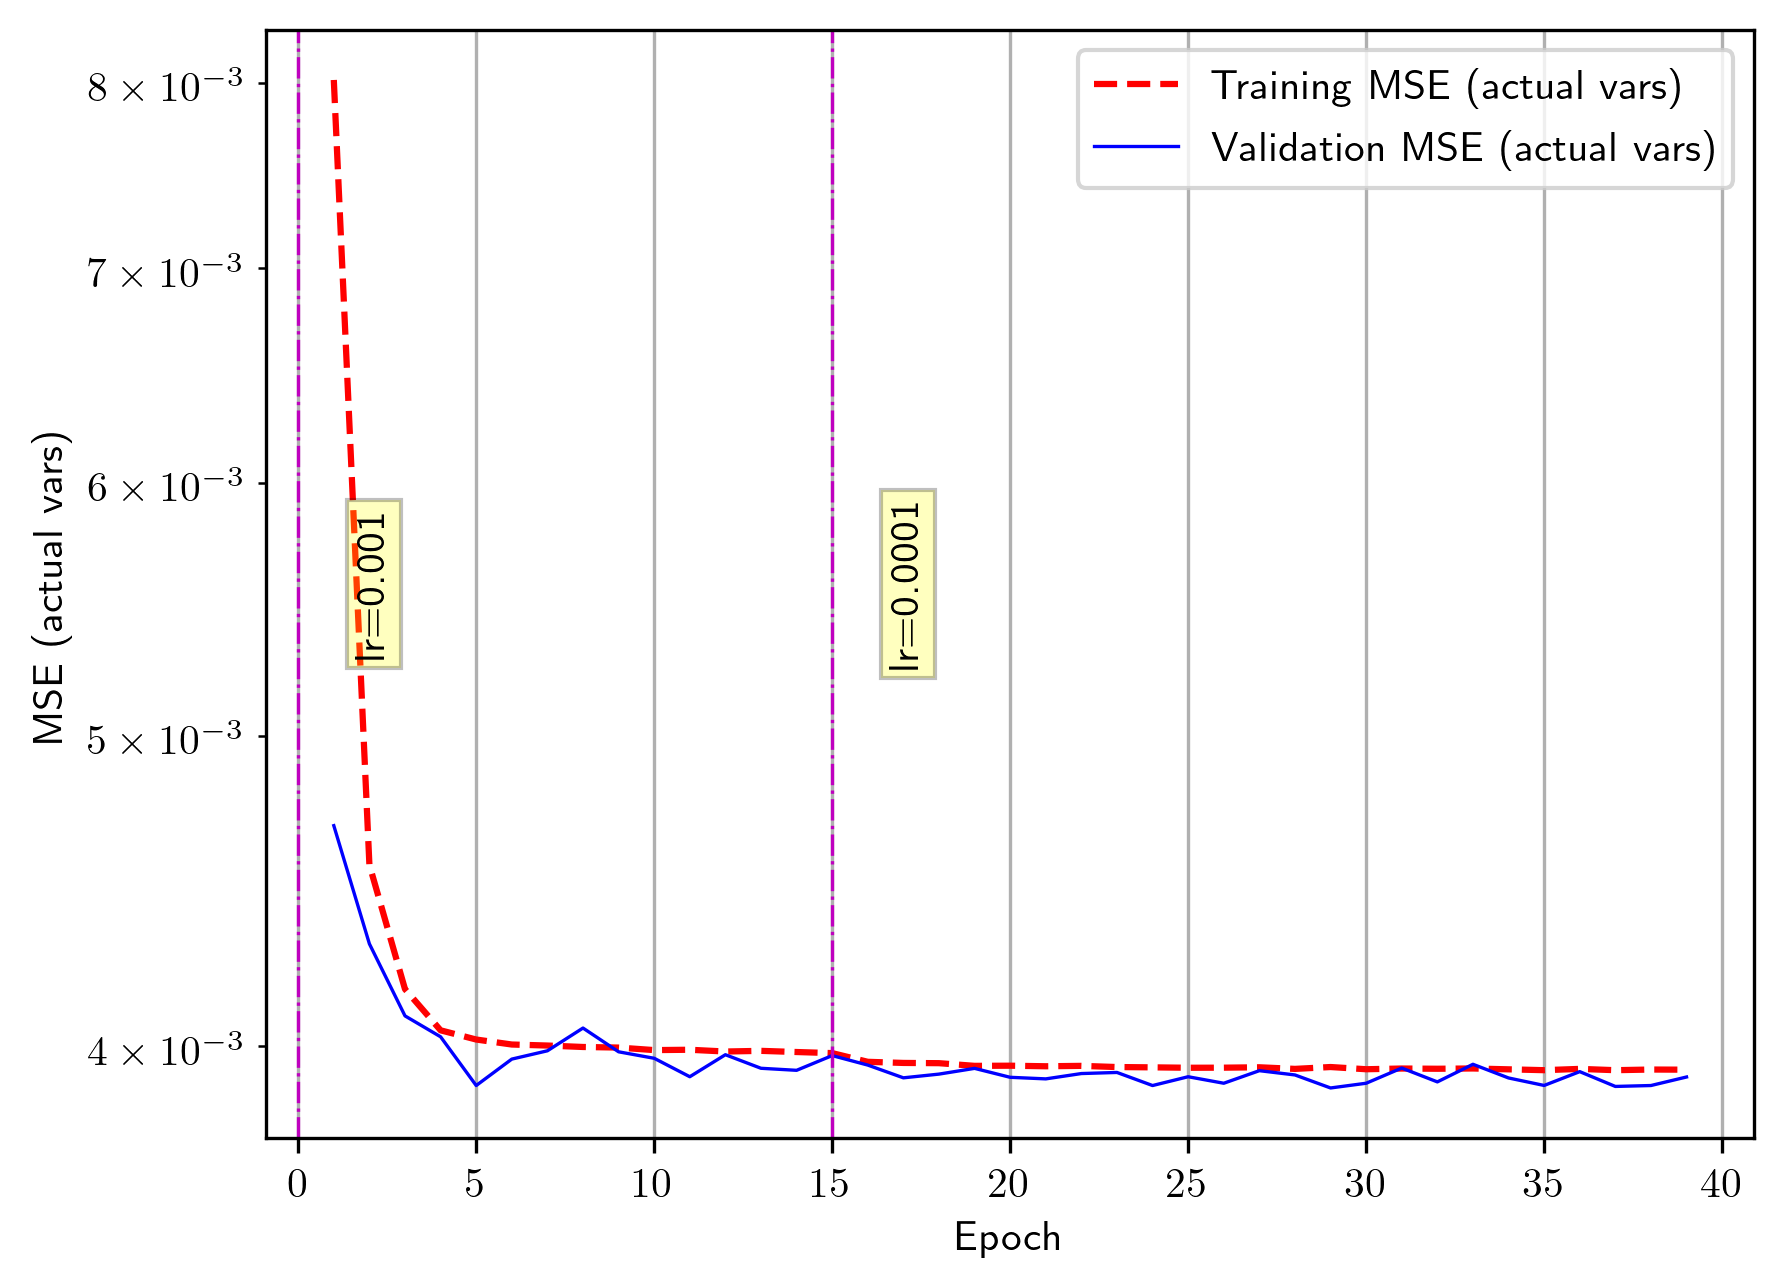 Training MSE (actual vars)
Validation MSE (actual vars)
8 × 10⁻³
7 × 10⁻³
6 × 10⁻³
5 × 10⁻³
4 × 10⁻³
MSE (actual vars)
lr=0.001
lr=0.0001
0 5 10 15 20 25 30 35 40
Epoch